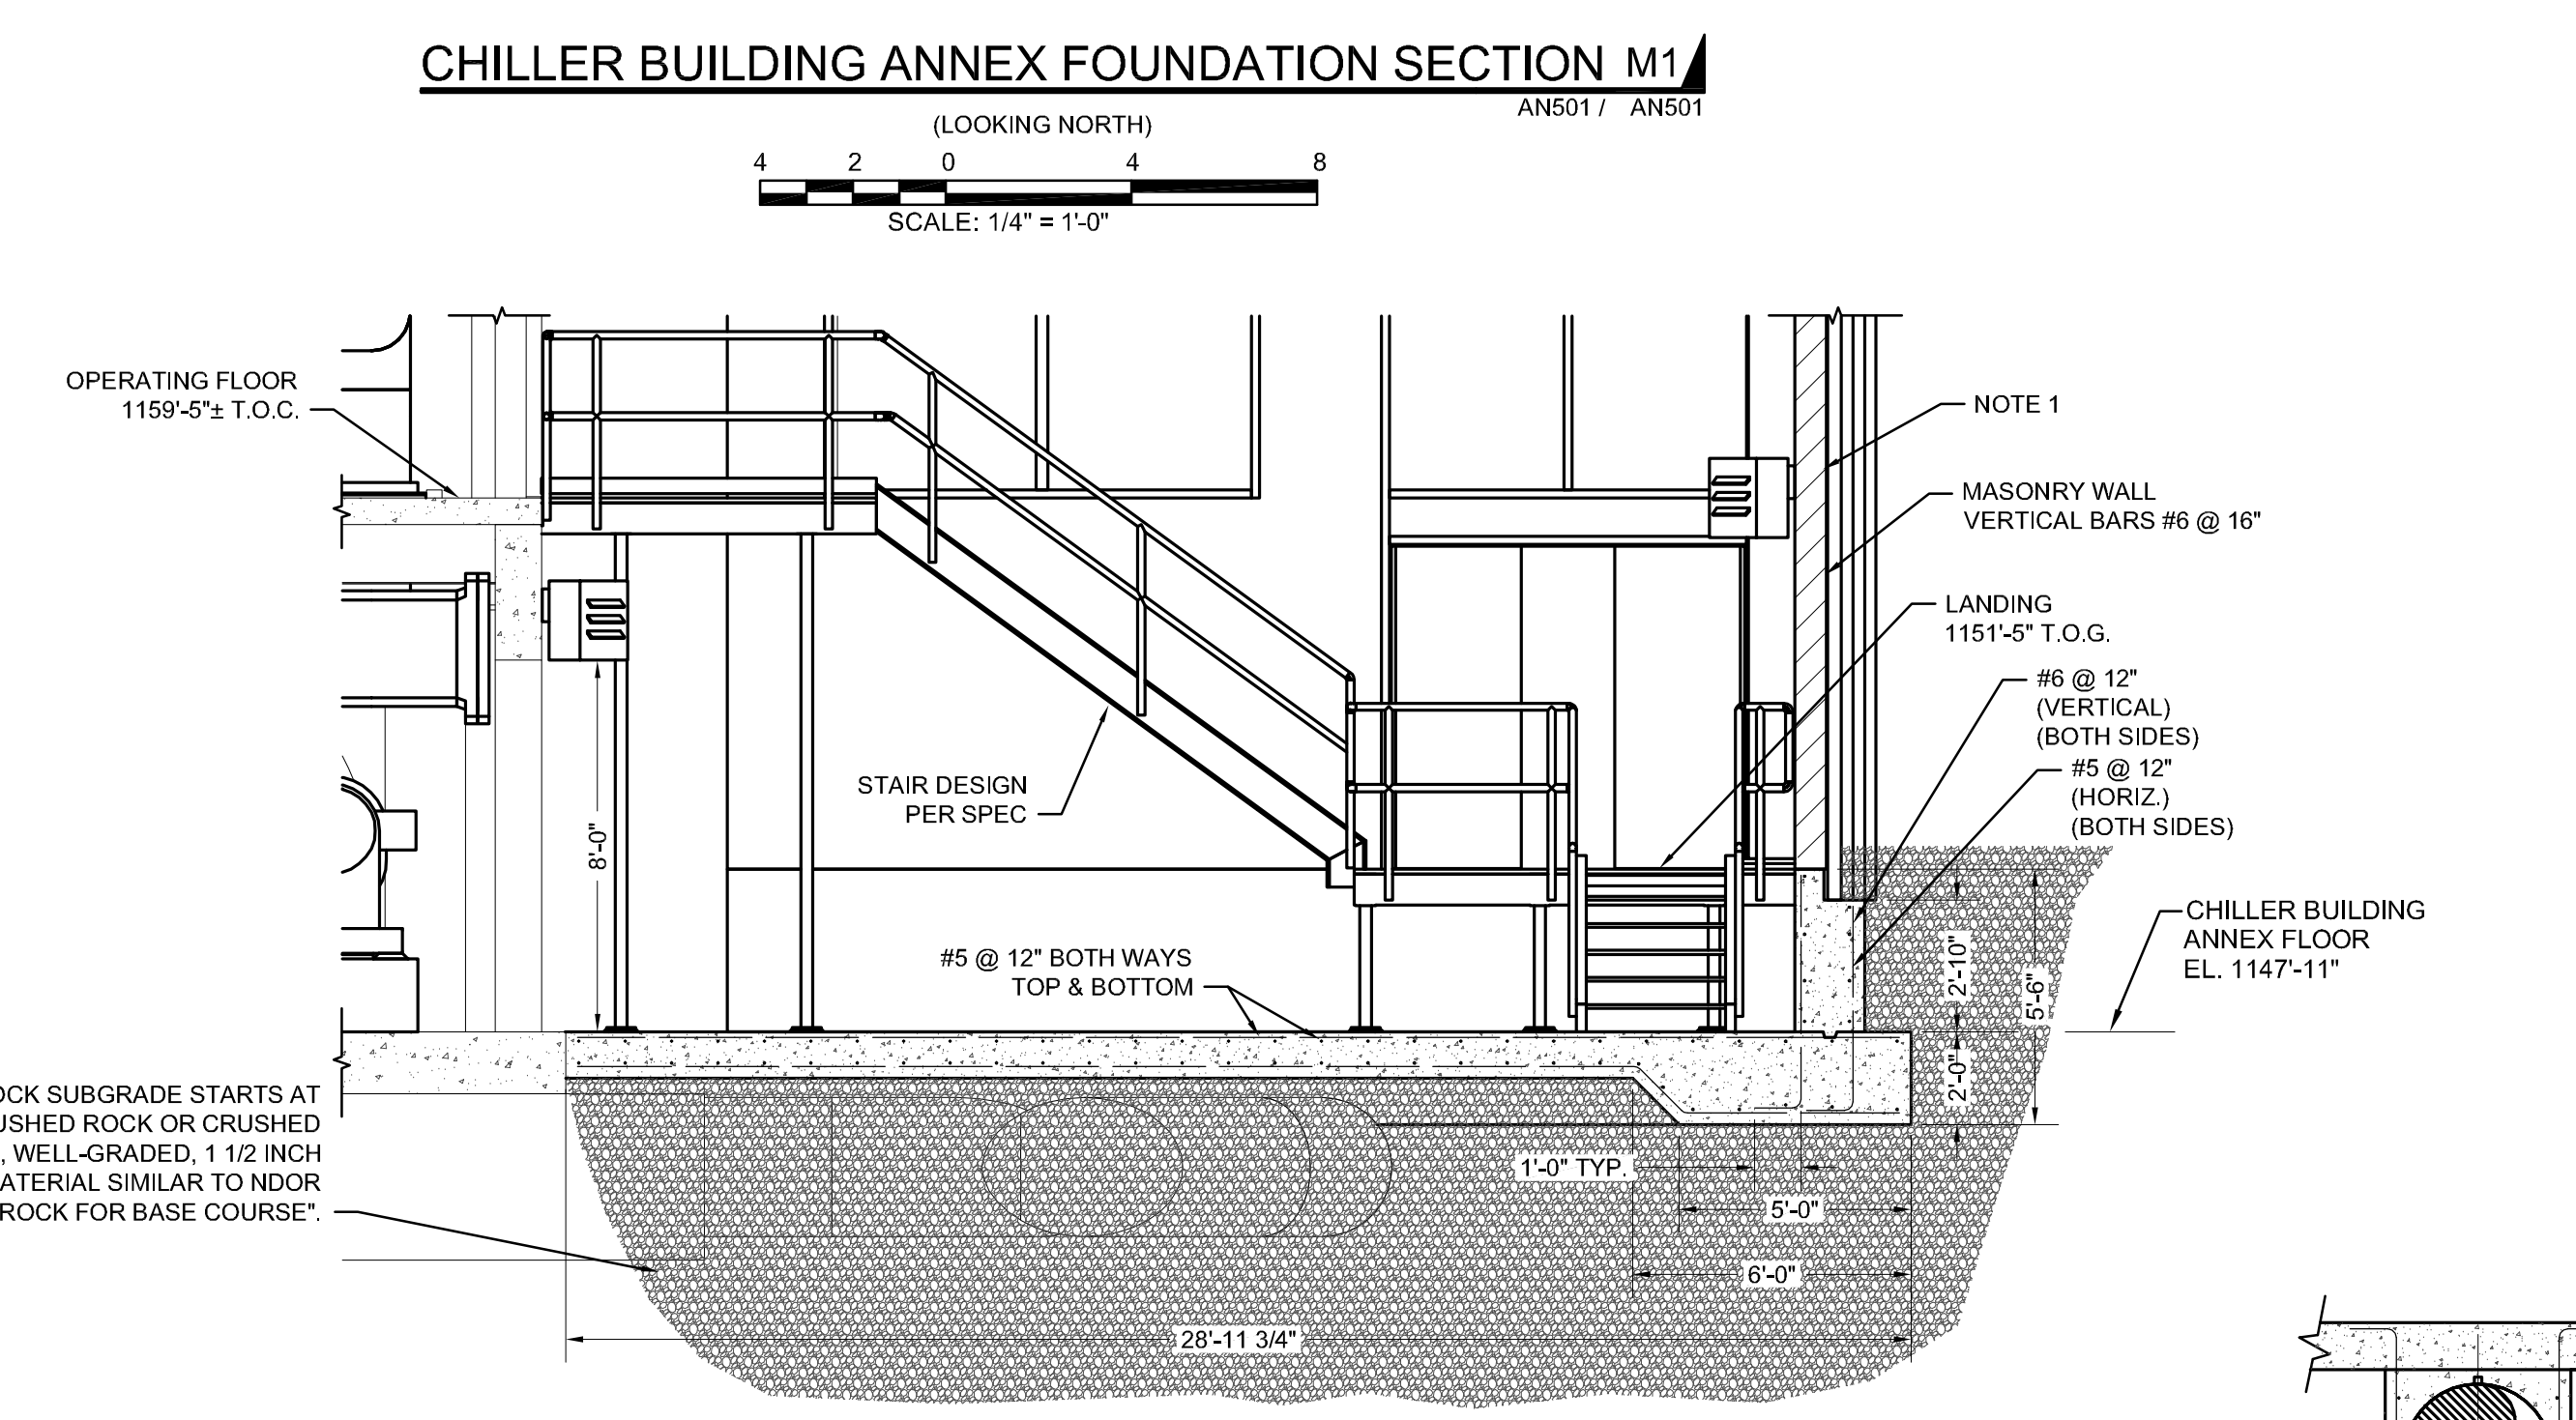 CHILLER BUILDING ANNEX FOUNDATION SECTION M1
AN501 / AN501
(LOOKING NORTH)
4 2 0 4 8
SCALE: 1/4" = 1'-0"
OPERATING FLOOR
1159'-5"± T.O.C.
NOTE 1
MASONRY WALL
VERTICAL BARS #6 @ 16"
LANDING
1151'-5" T.O.G.
#6 @ 12"
(VERTICAL)
(BOTH SIDES)
#5 @ 12"
(HORIZ.)
(BOTH SIDES)
STAIR DESIGN
PER SPEC
8'-0"
#5 @ 12" BOTH WAYS
TOP & BOTTOM
CHILLER BUILDING
ANNEX FLOOR
EL. 1147'-11"
2'-10"
5'-6"
2'-0"
OCK SUBGRADE STARTS AT
USHED ROCK OR CRUSHED
, WELL-GRADED, 1 1/2 INCH
ATERIAL SIMILAR TO NDOR
ROCK FOR BASE COURSE".
1'-0" TYP.
5'-0"
6'-0"
28'-11 3/4"